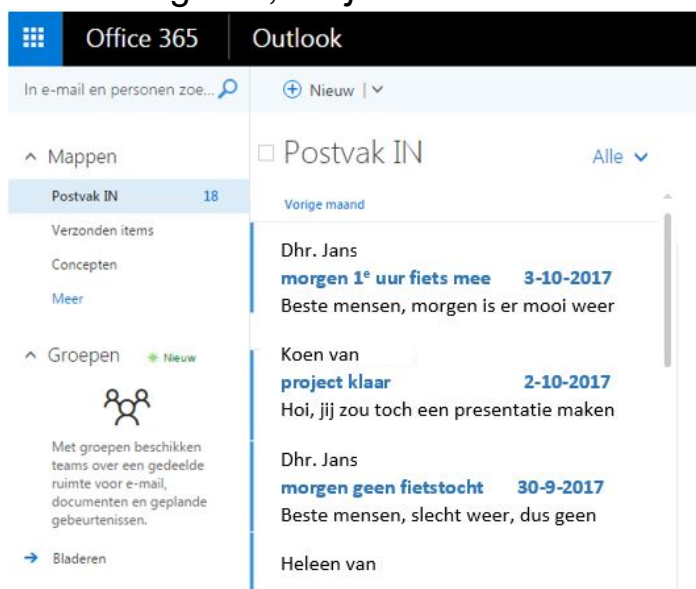 Office 365
Outlook
In e-mail en personen zoe...
Nieuw
Mappen
Postvak IN 18
Verzonden items
Concepten
Meer
Groepen Nieuw
Met groepen beschikken
teams over een gedeelde
ruimte voor e-mail,
documenten en geplande
gebeurtenissen.
Bladeren
Postvak IN
Alle
Vorige maand
Dhr. Jans
morgen 1e uur fiets mee 3-10-2017
Beste mensen, morgen is er mooi weer
Koen van
project klaar 2-10-2017
Hoi, jij zou toch een presentatie maken
Dhr. Jans
morgen geen fietstocht 30-9-2017
Beste mensen, slecht weer, dus geen
Heleen van